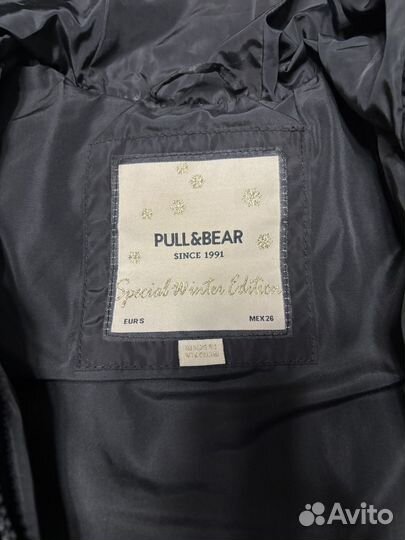 PULL&BEAR
SINCE 1991
Special Winter Edition
EUR S MEX 26
Avito